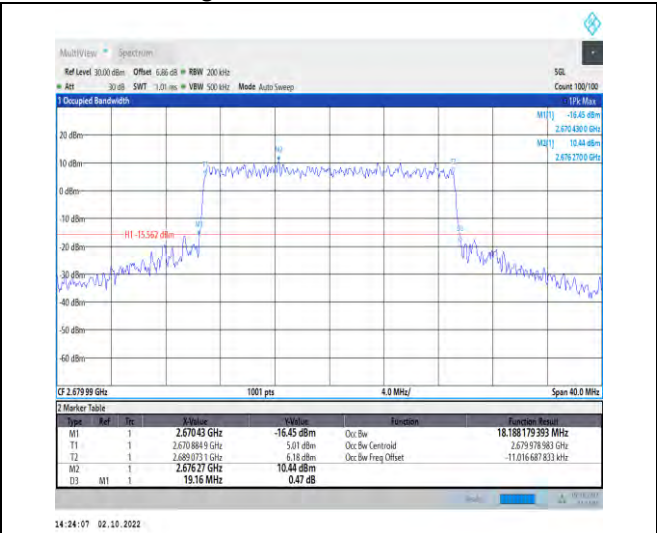 MultiView Spectrum
Ref Level 30.00 dBm Offset 6.86 dB RBW 200 kHz SGL
Att 30 dB SWT 1.01 ms VBW 500 kHz Mode Auto Sweep Count 100/100
1 Occupied Bandwidth 1Pk Max
M1[1] -16.45 dBm
2.670 430 0 GHz
M2[1] 10.44 dBm
2.676 270 0 GHz
20 dBm
10 dBm
0 dBm
-10 dBm
H1 -15.562 dBm
-20 dBm
-30 dBm
-40 dBm
-50 dBm
-60 dBm
CF 2.679 99 GHz 1001 pts 4.0 MHz/ Span 40.0 MHz
2 Marker Table
Type Ref Trc X-Value Y-Value Function Function Result
M1 1 2.670 43 GHz -16.45 dBm Occ Bw 18.188 179 393 MHz
T1 1 2.670 884 9 GHz 5.01 dBm Occ Bw Centroid 2.679 978 983 GHz
T2 1 2.689 073 1 GHz 6.18 dBm Occ Bw Freq Offset -11.016 687 833 kHz
M2 1 2.676 27 GHz 10.44 dBm
D3 M1 1 19.16 MHz 0.47 dB
14:24:07 02.10.2022